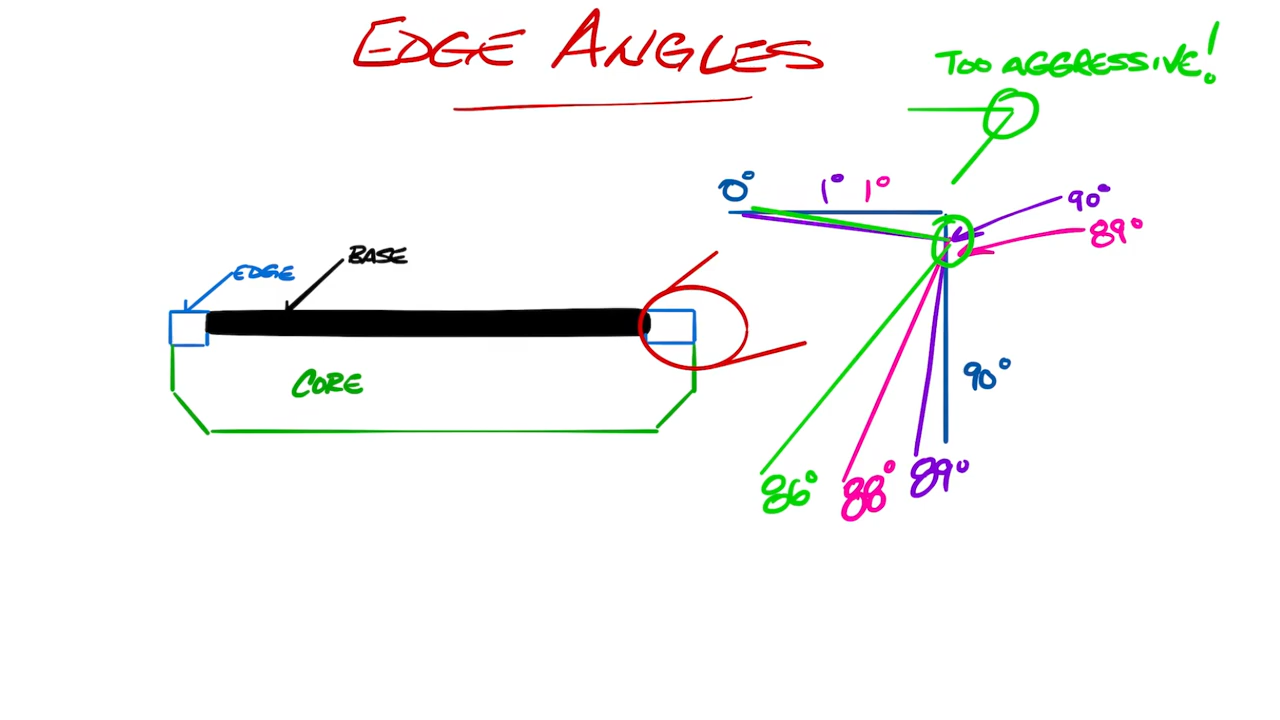 EDGE ANGLES
TOO AGGRESSIVE!
0° 1° 1°
90°
89°
EDGE
BASE
CORE
90°
86° 88° 89°